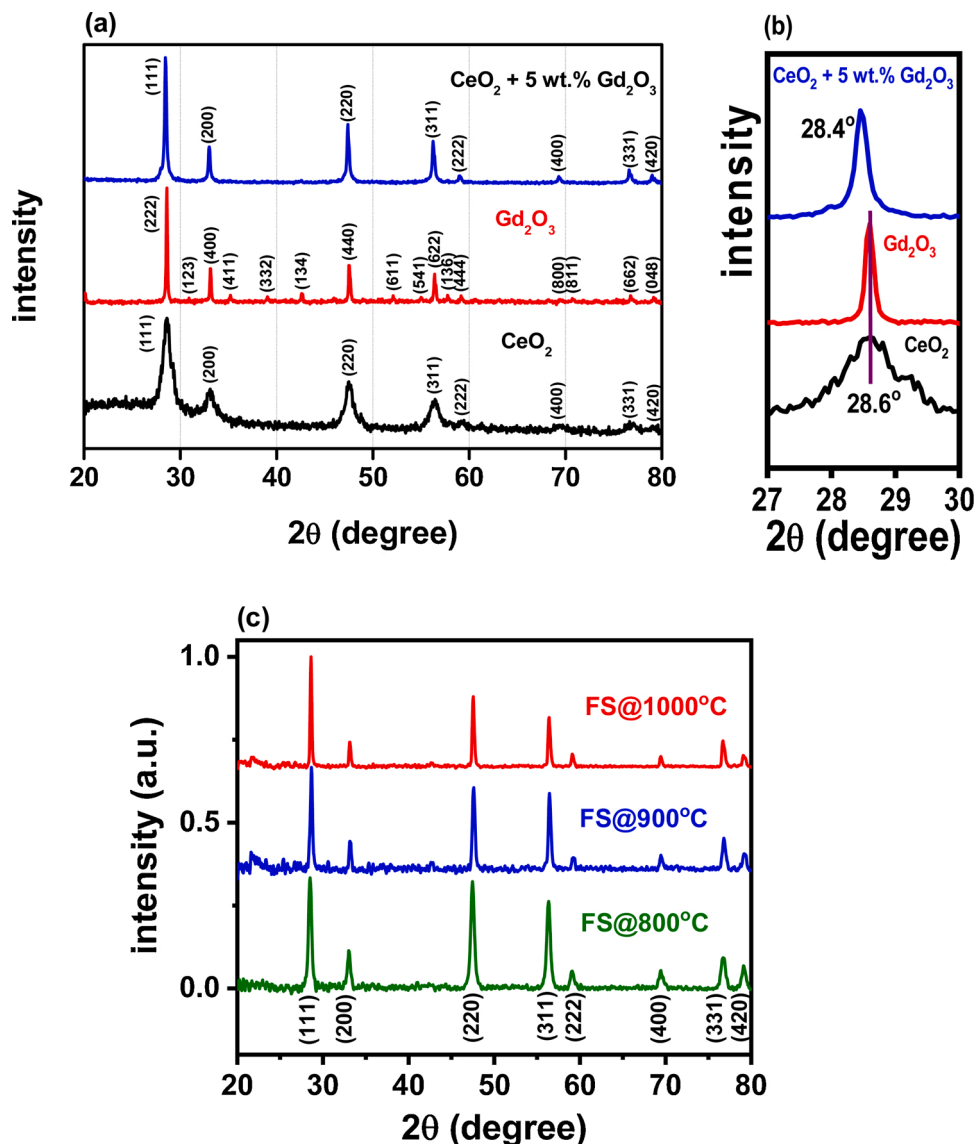 (a)
CeO₂ + 5 wt.% Gd₂O₃
(111)
(200)
(220)
(311)
(222)
(400)
(331)
(420)
Gd₂O₃
(222)
(123)
(400)
(411)
(332)
(134)
(440)
(611)
(541)
(622)
(136)
(444)
(800)
(811)
(662)
(048)
CeO₂
(111)
(200)
(220)
(311)
(222)
(400)
(331)
(420)
intensity
20 30 40 50 60 70 80
2θ (degree)
(b)
CeO₂ + 5 wt.% Gd₂O₃
28.4°
Gd₂O₃
CeO₂
28.6°
intensity
27 28 29 30
2θ (degree)
(c)
1.0
0.5
0.0
intensity (a.u.)
FS@1000°C
FS@900°C
FS@800°C
(111)
(200)
(220)
(311)
(222)
(400)
(331)
(420)
20 30 40 50 60 70 80
2θ (degree)